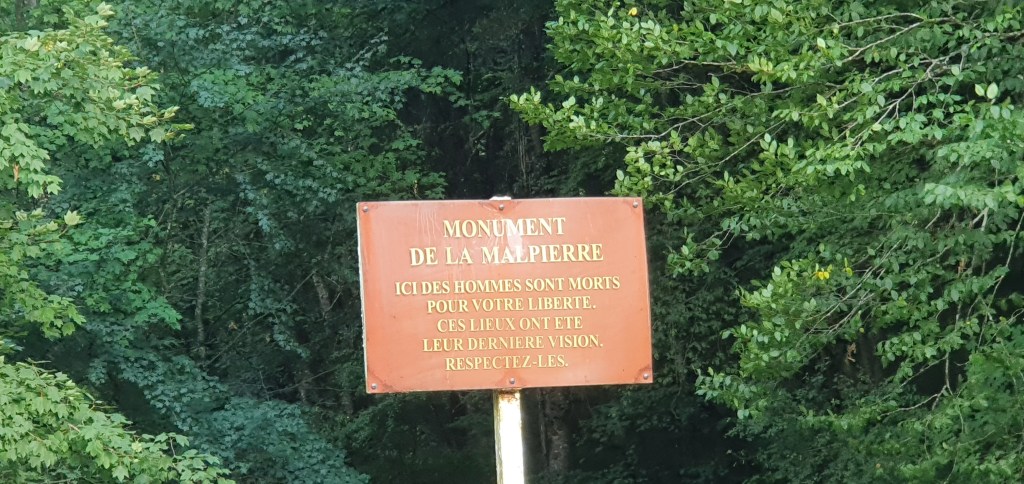 MONUMENT
DE LA MALPIERRE
ICI DES HOMMES SONT MORTS
POUR VOTRE LIBERTE.
CES LIEUX ONT ETE
LEUR DERNIERE VISION.
RESPECTEZ-LES.